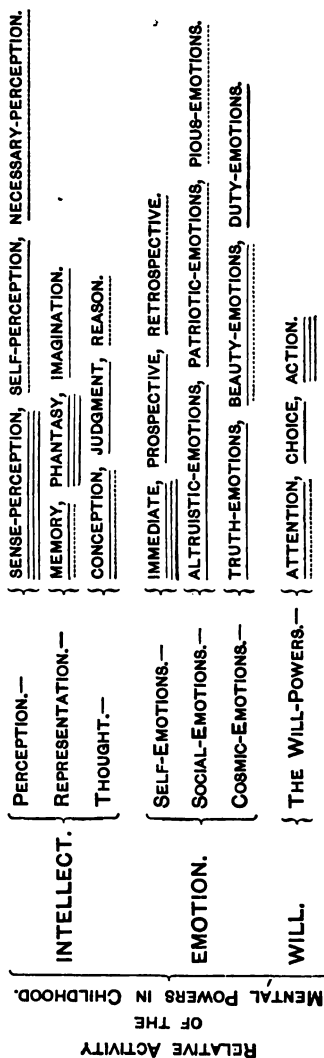 RELATIVE ACTIVITY
OF THE
MENTAL POWERS IN CHILDHOOD.
INTELLECT.
PERCEPTION.— SENSE-PERCEPTION, SELF-PERCEPTION, NECESSARY-PERCEPTION.
REPRESENTATION.— MEMORY, PHANTASY, IMAGINATION.
THOUGHT.— CONCEPTION, JUDGMENT, REASON.
EMOTION.
SELF-EMOTIONS.— IMMEDIATE, PROSPECTIVE, RETROSPECTIVE.
SOCIAL-EMOTIONS.— ALTRUISTIC-EMOTIONS, PATRIOTIC-EMOTIONS, PIOUS-EMOTIONS.
COSMIC-EMOTIONS.— TRUTH-EMOTIONS, BEAUTY-EMOTIONS, DUTY-EMOTIONS.
WILL.
THE WILL-POWERS.— ATTENTION, CHOICE, ACTION.